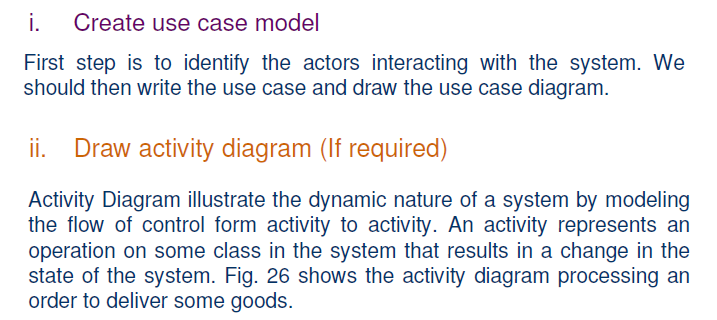 i. Create use case model
First step is to identify the actors interacting with the system. We
should then write the use case and draw the use case diagram.
ii. Draw activity diagram (If required)
Activity Diagram illustrate the dynamic nature of a system by modeling
the flow of control form activity to activity. An activity represents an
operation on some class in the system that results in a change in the
state of the system. Fig. 26 shows the activity diagram processing an
order to deliver some goods.